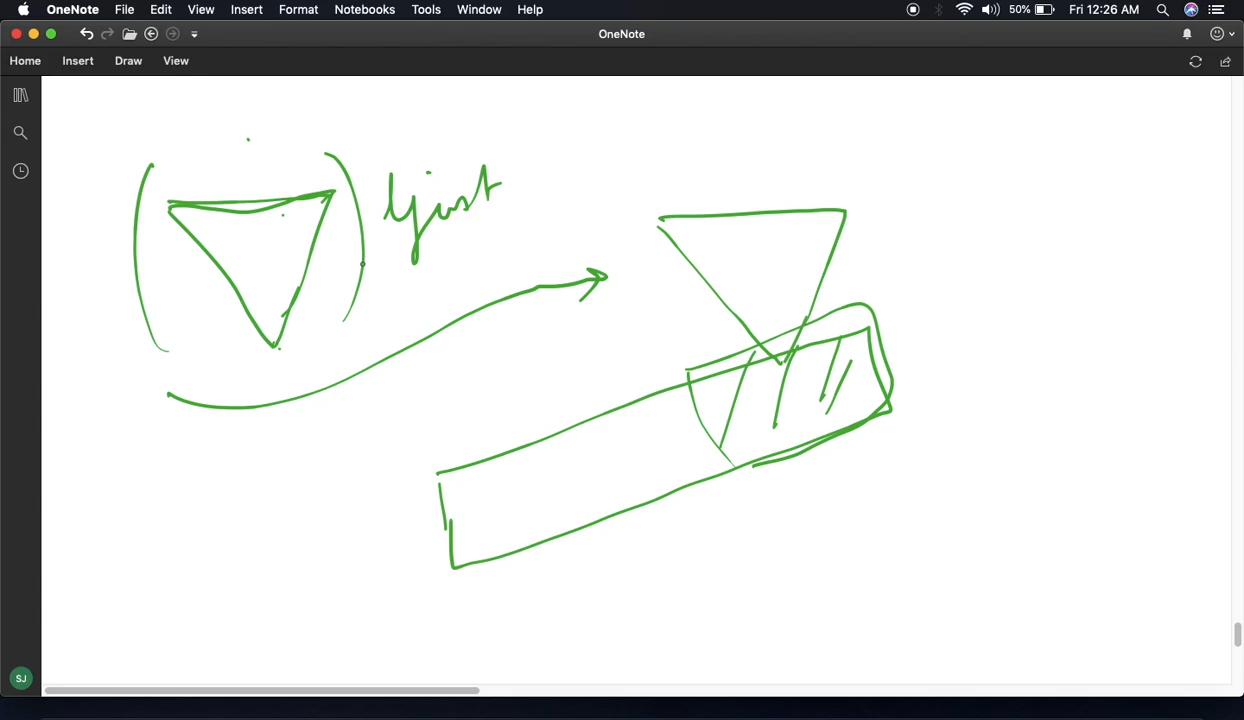 OneNote File Edit View Insert Format Notebooks Tools Window Help 50% Fri 12:26 AM
OneNote
Home Insert Draw View
ljust
SJ